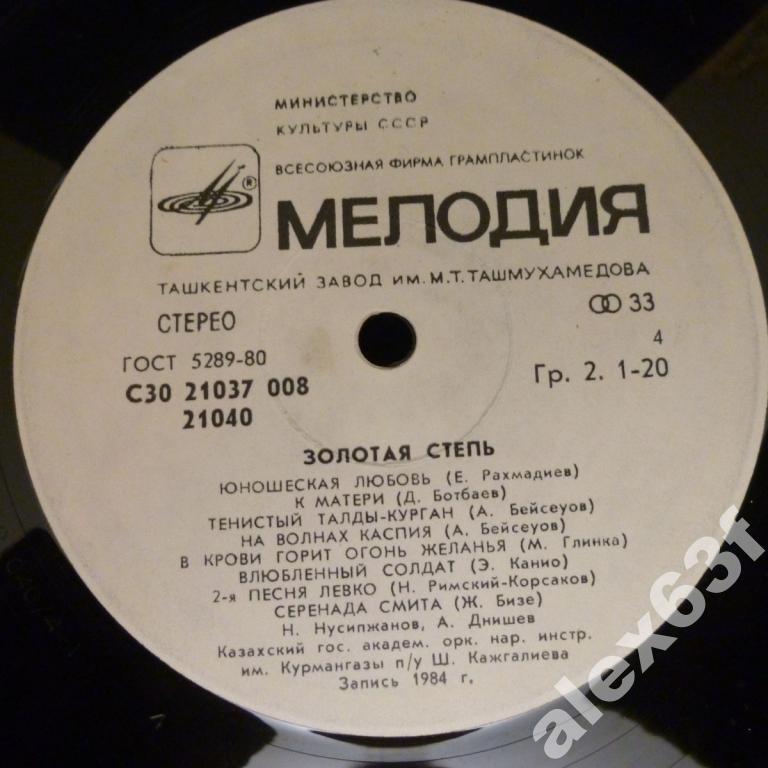 МИНИСТЕРСТВО
КУЛЬТУРЫ СССР
ВСЕСОЮЗНАЯ ФИРМА ГРАМПЛАСТИНОК
®
МЕЛОДИЯ
ТАШКЕНТСКИЙ ЗАВОД ИМ. М.Т. ТАШМУХАМЕДОВА
СТЕРЕО
33
ГОСТ 5289-80
4
С30 21037 008
Гр. 2. 1-20
21040
ЗОЛОТАЯ СТЕПЬ
ЮНОШЕСКАЯ ЛЮБОВЬ (Е. Рахмадиев)
К МАТЕРИ (Д. Ботбаев)
ТЕНИСТЫЙ ТАЛДЫ-КУРГАН (А. Бейсеуов)
НА ВОЛНАХ КАСПИЯ (А. Бейсеуов)
В КРОВИ ГОРИТ ОГОНЬ ЖЕЛАНЬЯ (М. Глинка)
ВЛЮБЛЕННЫЙ СОЛДАТ (Э. Канио)
2-я ПЕСНЯ ЛЕВКО (Н. Римский-Корсаков)
СЕРЕНАДА СМИТА (Ж. Бизе)
Н. Нусипжанов, А. Днишев
Казахский гос. академ. орк. нар. инстр.
им. Курмангазы п/у Ш. Кажгалиева
Запись 1984 г.
alex63f